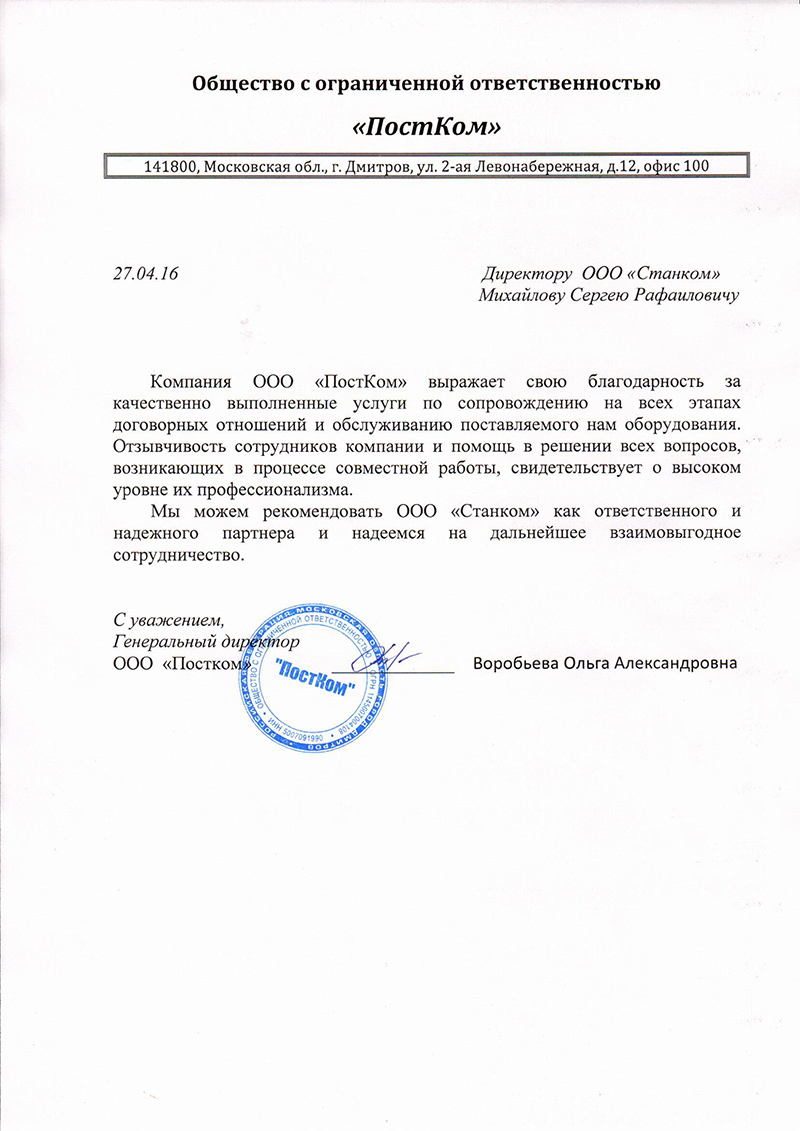 Общество с ограниченной ответственностью
«ПостКом»
141800, Московская обл., г. Дмитров, ул. 2-ая Левонабережная, д.12, офис 100
27.04.16
Директору  ООО «Станком»
Михайлову Сергею Рафаиловичу
Компания ООО «ПостКом» выражает свою благодарность за
качественно выполненные услуги по сопровождению на всех этапах
договорных отношений и обслуживанию поставляемого нам оборудования.
Отзывчивость сотрудников компании и помощь в решении всех вопросов,
возникающих в процессе совместной работы, свидетельствует о высоком
уровне их профессионализма.
Мы можем рекомендовать ООО «Станком» как ответственного и
надежного партнера и надеемся на дальнейшее взаимовыгодное
сотрудничество.
С уважением,
Генеральный директор
ООО «Постком» Воробьева Ольга Александровна
РОССИЙСКАЯ ФЕДЕРАЦИЯ МОСКОВСКАЯ ОБЛАСТЬ ГОРОД ДМИТРОВ
ОБЩЕСТВО С ОГРАНИЧЕННОЙ ОТВЕТСТВЕННОСТЬЮ
ОГРН
ИНН 5007091990
"ПостКом"